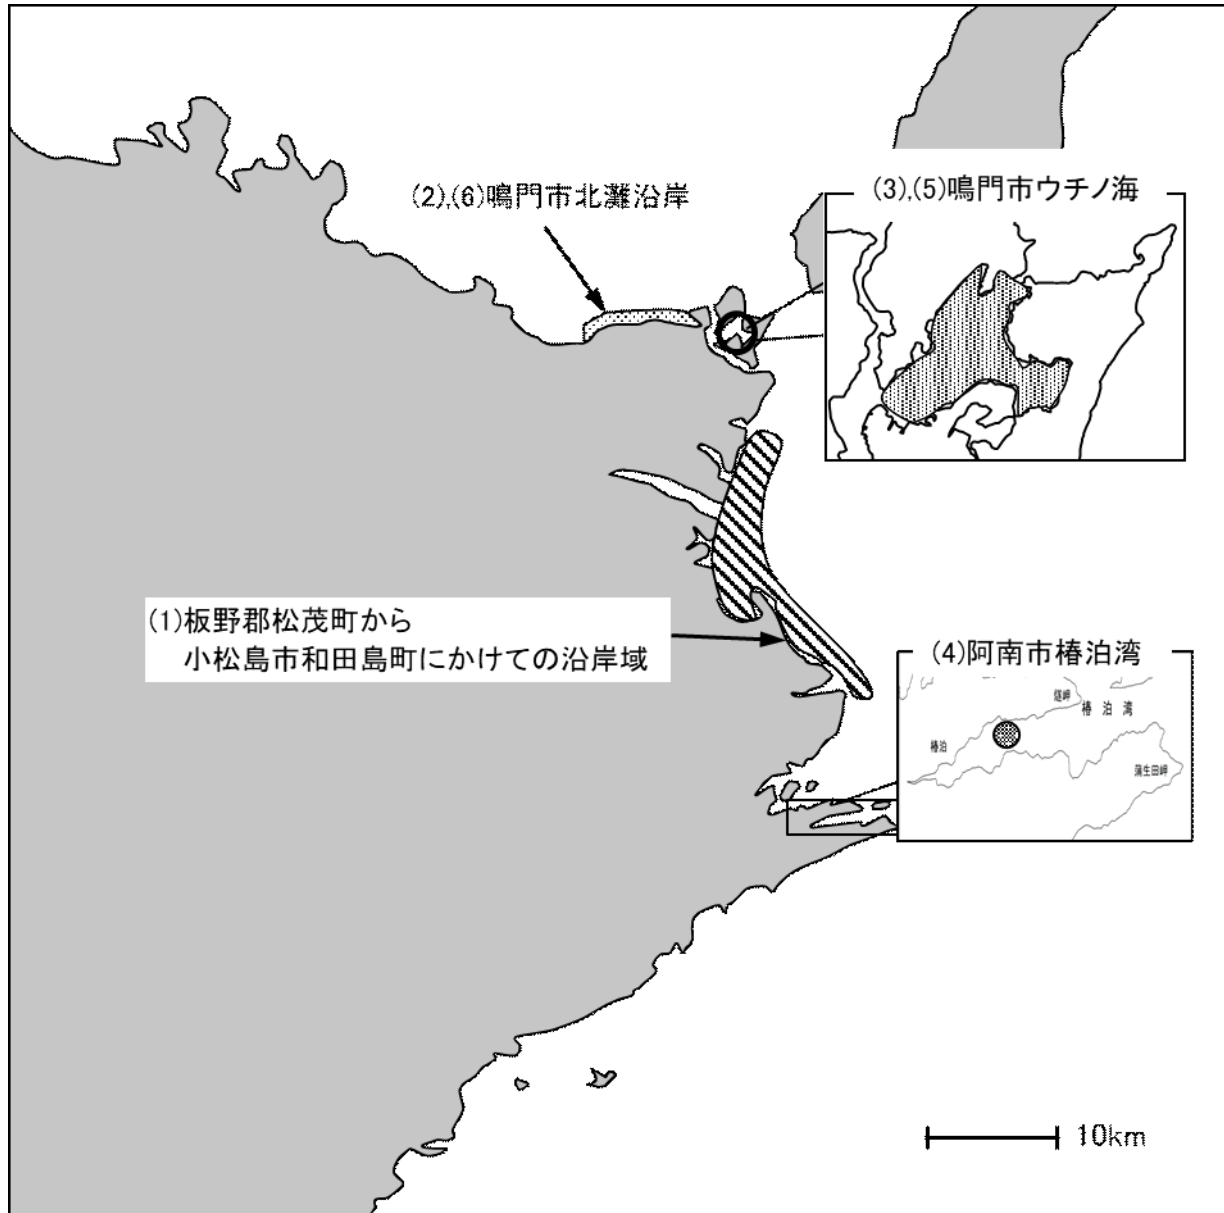 (2),(6)鳴門市北灘沿岸
(3),(5)鳴門市ウチノ海
(1)板野郡松茂町から
小松島市和田島町にかけての沿岸域
(4)阿南市椿泊湾
燧岬
椿泊湾
椿泊
蒲生田岬
10km